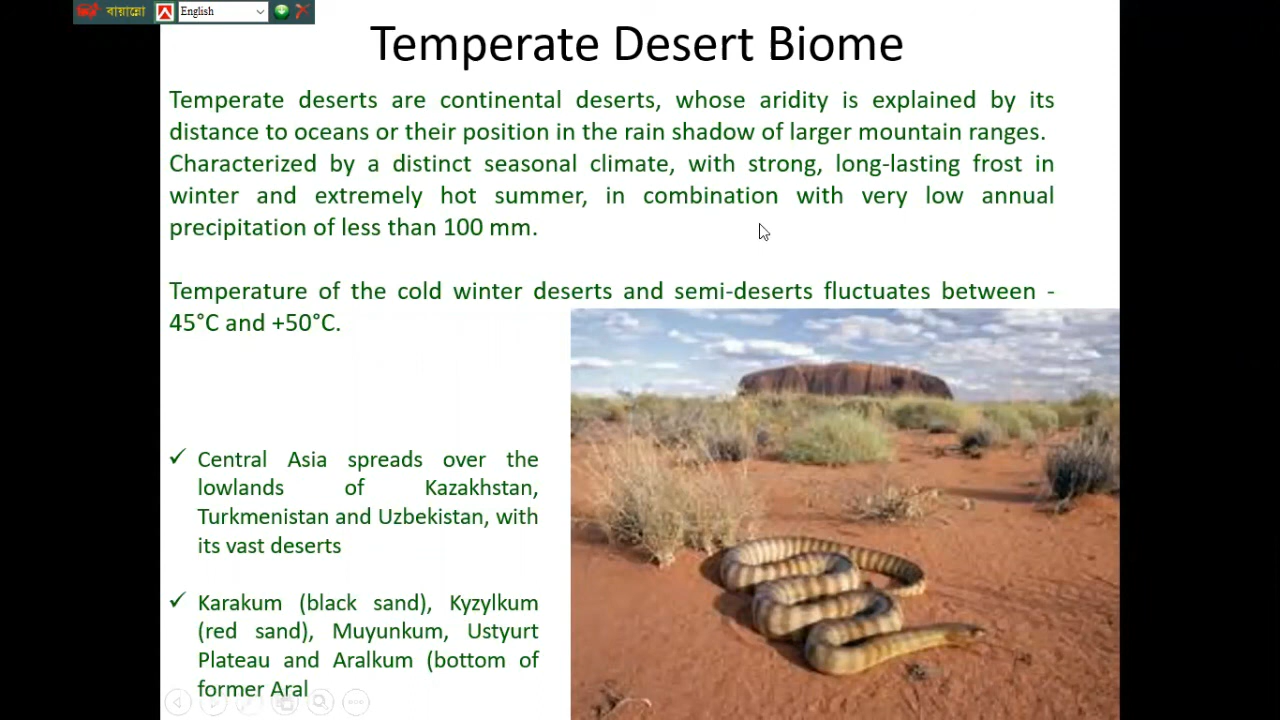 বায়ান্নো English
Temperate Desert Biome
Temperate deserts are continental deserts, whose aridity is explained by its
distance to oceans or their position in the rain shadow of larger mountain ranges.
Characterized by a distinct seasonal climate, with strong, long-lasting frost in
winter and extremely hot summer, in combination with very low annual
precipitation of less than 100 mm.
Temperature of the cold winter deserts and semi-deserts fluctuates between -
45°C and +50°C.
✓ Central Asia spreads over the
lowlands of Kazakhstan,
Turkmenistan and Uzbekistan, with
its vast deserts
✓ Karakum (black sand), Kyzylkum
(red sand), Muyunkum, Ustyurt
Plateau and Aralkum (bottom of
former Aral